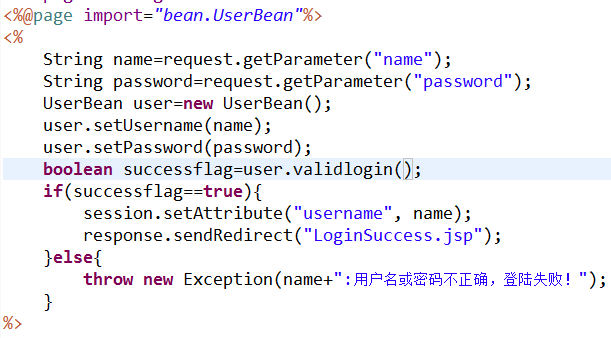 <%@page import="bean.UserBean"%>
<%
    String name=request.getParameter("name");
    String password=request.getParameter("password");
    UserBean user=new UserBean();
    user.setUsername(name);
    user.setPassword(password);
    boolean successflag=user.validlogin();
    if(successflag==true){
        session.setAttribute("username", name);
        response.sendRedirect("LoginSuccess.jsp");
    }else{
        throw new Exception(name+":用户名或密码不正确，登陆失败！");
    }
%>